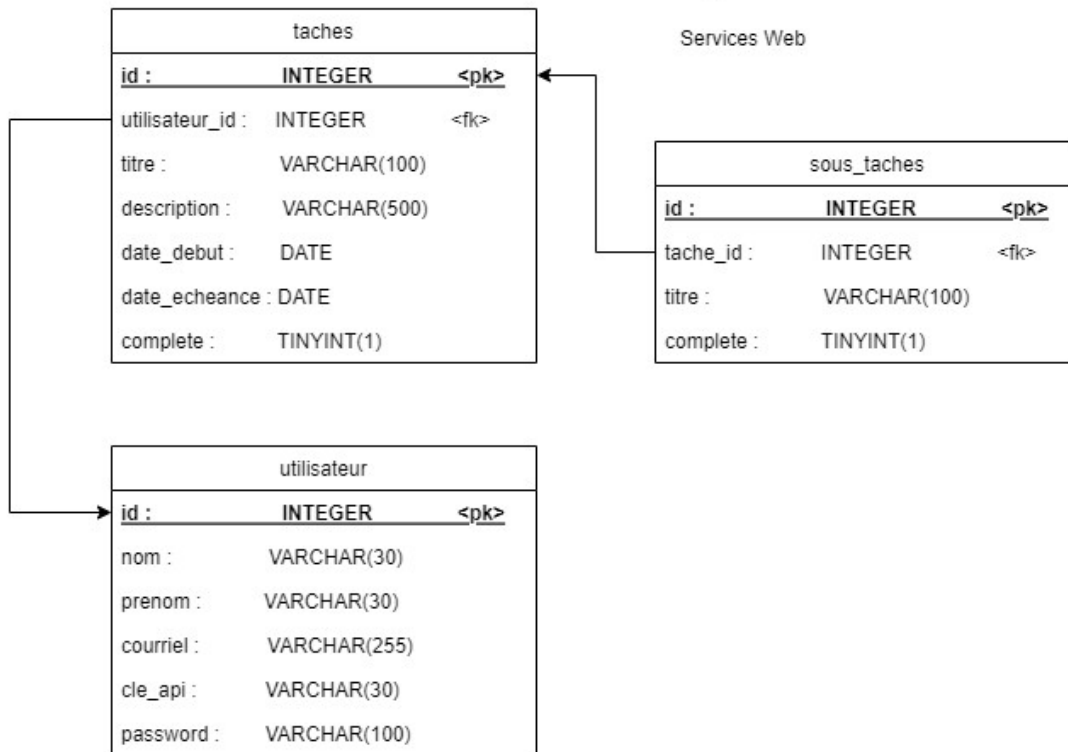 Services Web
taches
id : INTEGER <pk>
utilisateur_id : INTEGER <fk>
titre : VARCHAR(100)
description : VARCHAR(500)
date_debut : DATE
date_echeance : DATE
complete : TINYINT(1)
sous_taches
id : INTEGER <pk>
tache_id : INTEGER <fk>
titre : VARCHAR(100)
complete : TINYINT(1)
utilisateur
id : INTEGER <pk>
nom : VARCHAR(30)
prenom : VARCHAR(30)
courriel : VARCHAR(255)
cle_api : VARCHAR(30)
password : VARCHAR(100)